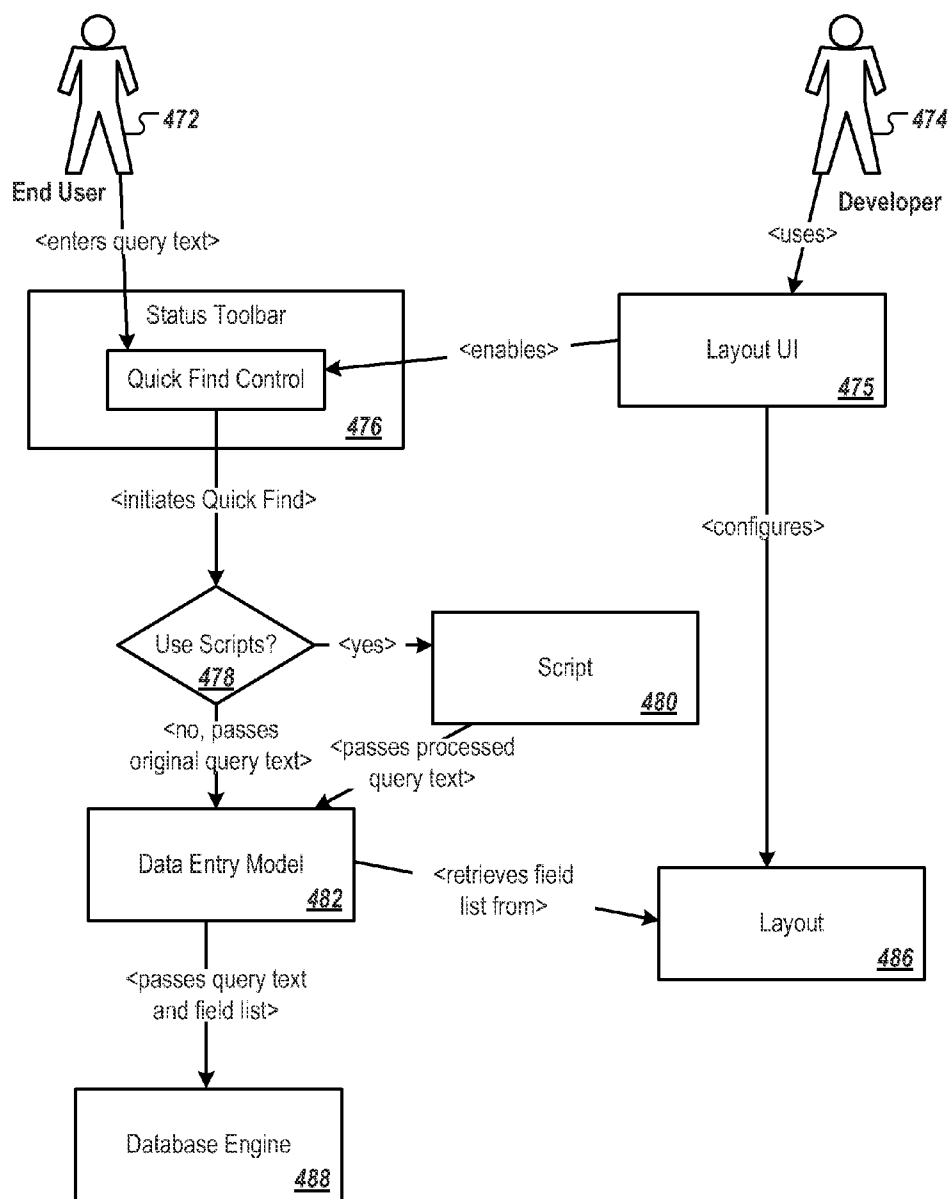 472
474
End User
Developer
<enters query text>
<uses>
Status Toolbar
Quick Find Control
476
<enables>
Layout UI
475
<initiates Quick Find>
<configures>
Use Scripts?
478
<yes>
Script
480
<no, passes
original query text>
<passes processed
query text>
Data Entry Model
482
<retrieves field
list from>
Layout
486
<passes query text
and field list>
Database Engine
488